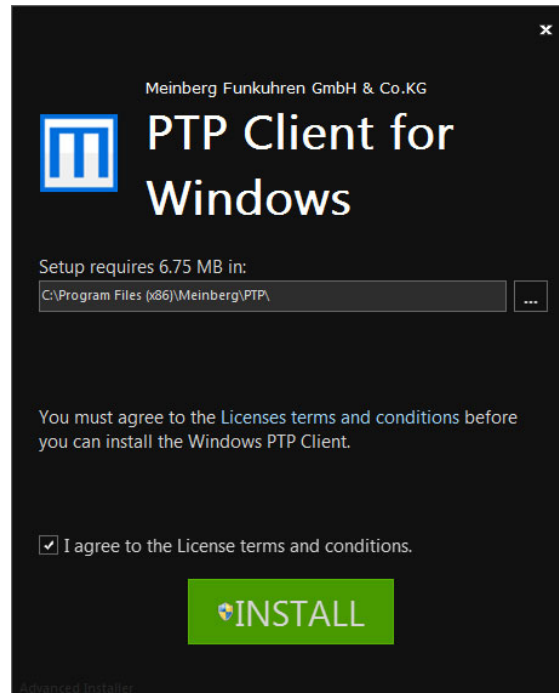 Meinberg Funkuhren GmbH & Co.KG
PTP Client for
Windows
Setup requires 6.75 MB in:
C:\Program Files (x86)\Meinberg\PTP\
...
You must agree to the Licenses terms and conditions before
you can install the Windows PTP Client.
I agree to the License terms and conditions.
INSTALL
Advanced Installer